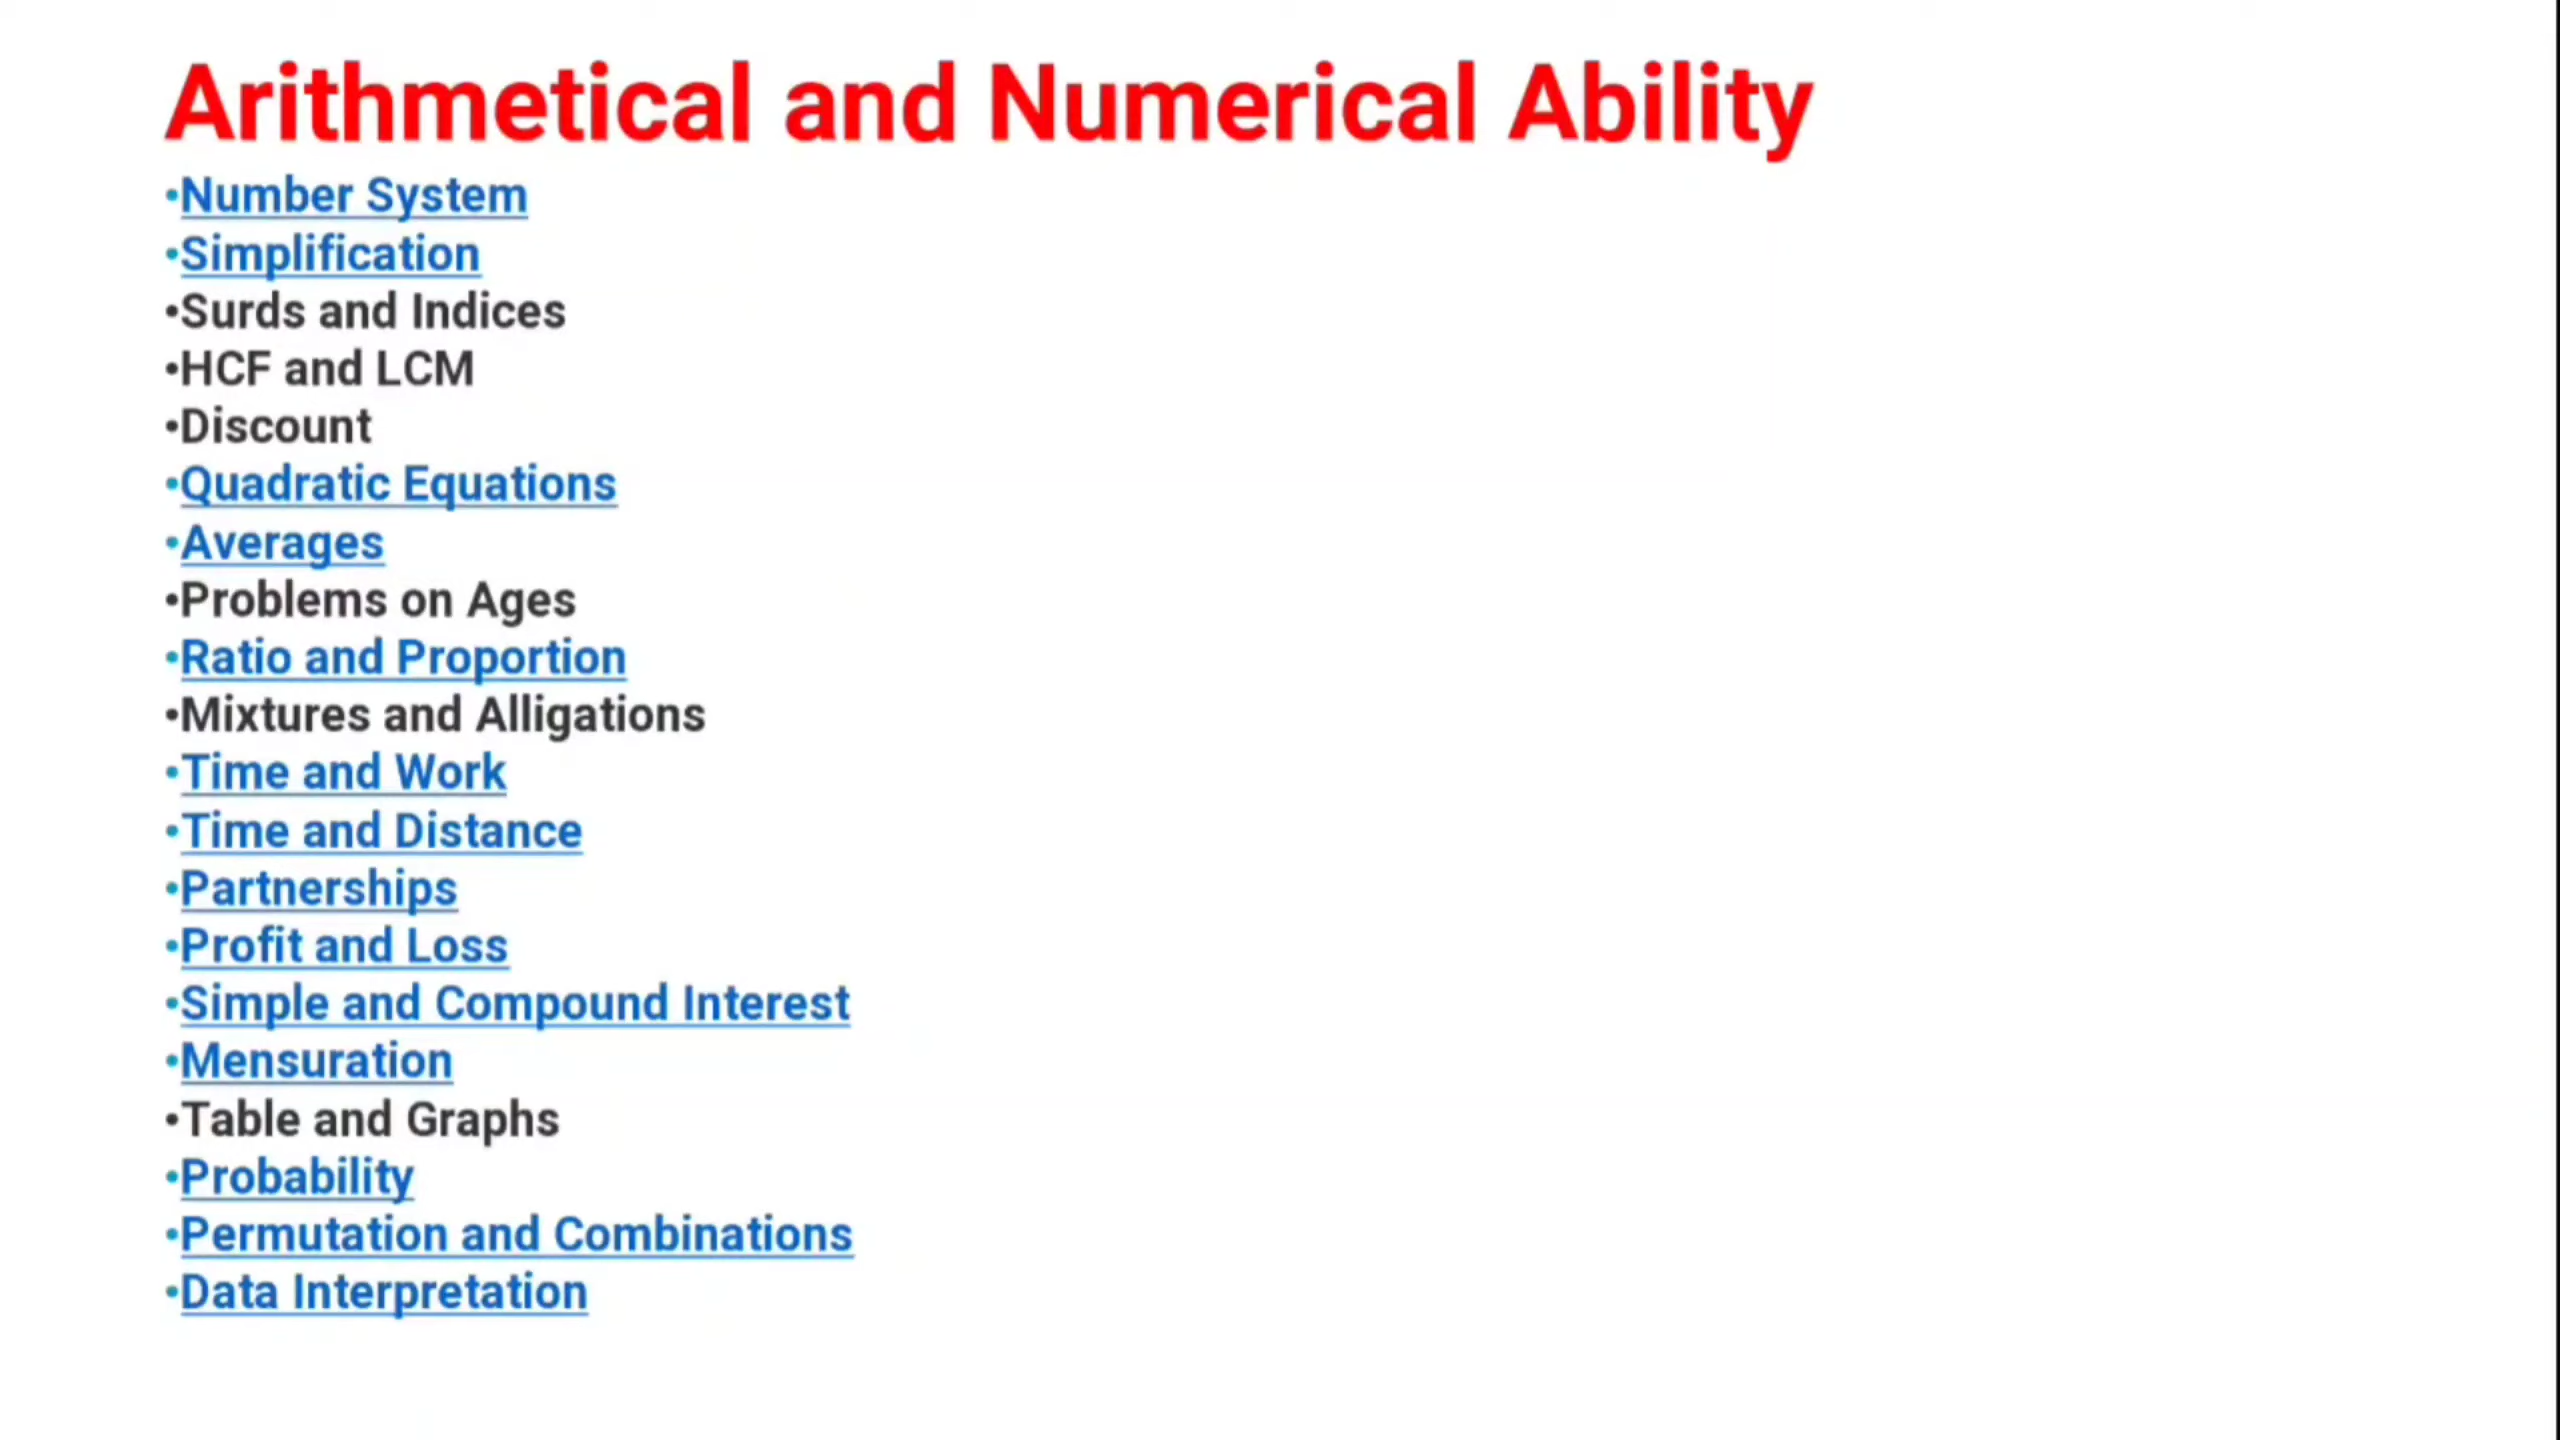 Arithmetical and Numerical Ability
•Number System
•Simplification
•Surds and Indices
•HCF and LCM
•Discount
•Quadratic Equations
•Averages
•Problems on Ages
•Ratio and Proportion
•Mixtures and Alligations
•Time and Work
•Time and Distance
•Partnerships
•Profit and Loss
•Simple and Compound Interest
•Mensuration
•Table and Graphs
•Probability
•Permutation and Combinations
•Data Interpretation